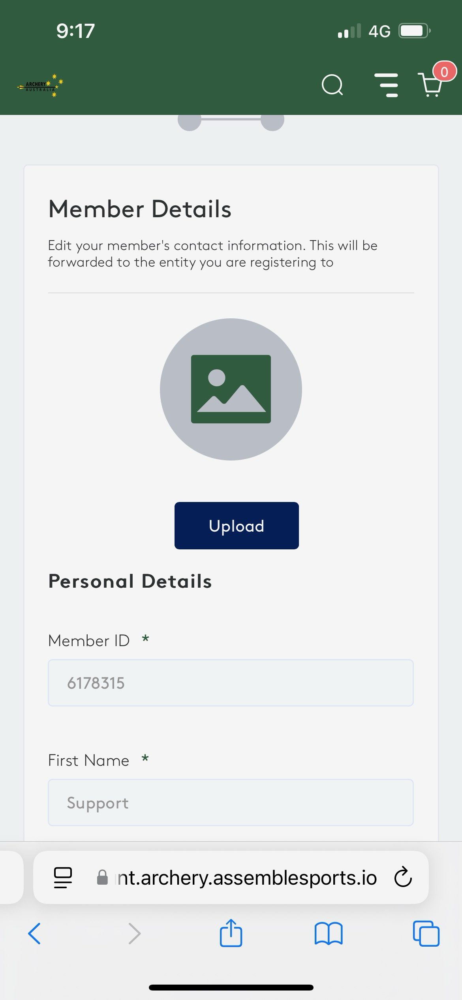 9:17
4G
0
ARCHERY
AUSTRALIA
Member Details
Edit your member's contact information. This will be
forwarded to the entity you are registering to
Upload
Personal Details
Member ID *
6178315
First Name *
Support
nt.archery.assemblesports.io